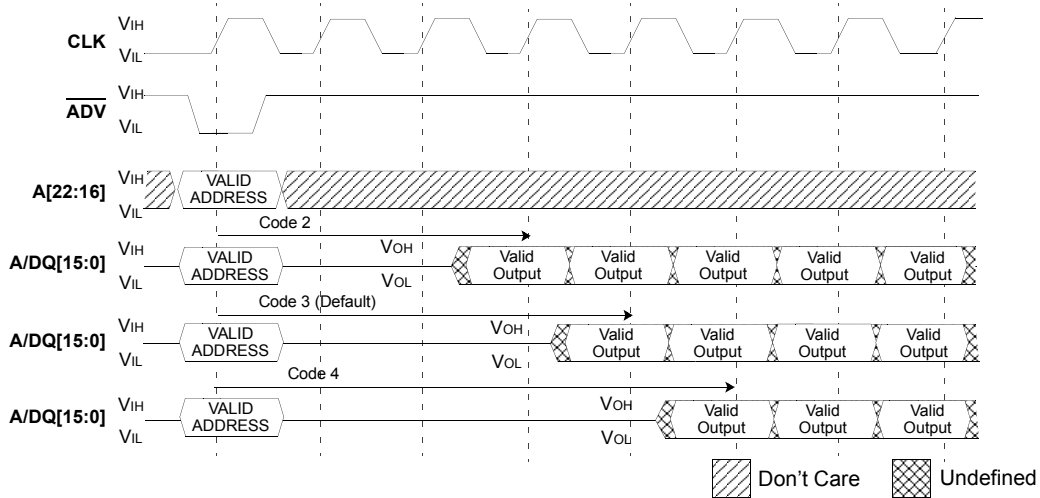 VIH
CLK
VIL
VIH
ADV
VIL
VIH
VALID
ADDRESS
A[22:16]
VIL
Code 2
VIH
VALID
ADDRESS
VOH
Valid
Output
Valid
Output
Valid
Output
Valid
Output
Valid
Output
A/DQ[15:0]
VIL
VOL
Code 3 (Default)
VIH
VALID
ADDRESS
VOH
Valid
Output
Valid
Output
Valid
Output
Valid
Output
A/DQ[15:0]
VIL
VOL
Code 4
VIH
VALID
ADDRESS
VOH
Valid
Output
Valid
Output
Valid
Output
A/DQ[15:0]
VIL
VOL
Don't Care
Undefined